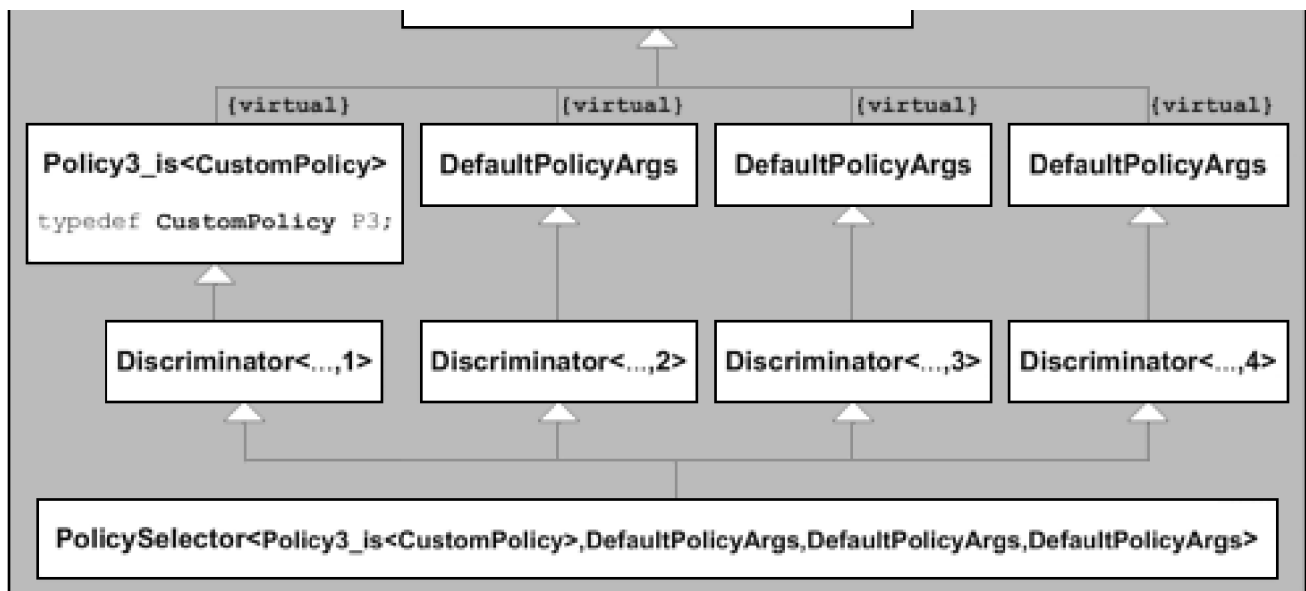 {virtual} {virtual} {virtual} {virtual}
Policy3_is<CustomPolicy> DefaultPolicyArgs DefaultPolicyArgs DefaultPolicyArgs
typedef CustomPolicy P3;
Discriminator<...,1> Discriminator<...,2> Discriminator<...,3> Discriminator<...,4>
PolicySelector<Policy3_is<CustomPolicy>,DefaultPolicyArgs,DefaultPolicyArgs,DefaultPolicyArgs>